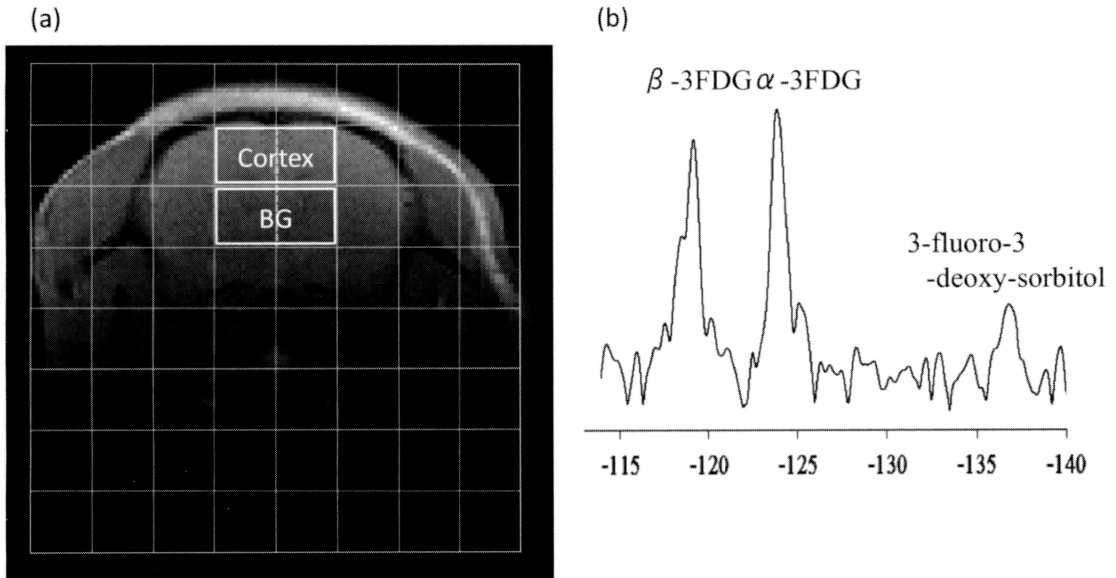 (a)
(b)
Cortex
BG
β-3FDG α-3FDG
3-fluoro-3
-deoxy-sorbitol
-115 -120 -125 -130 -135 -140